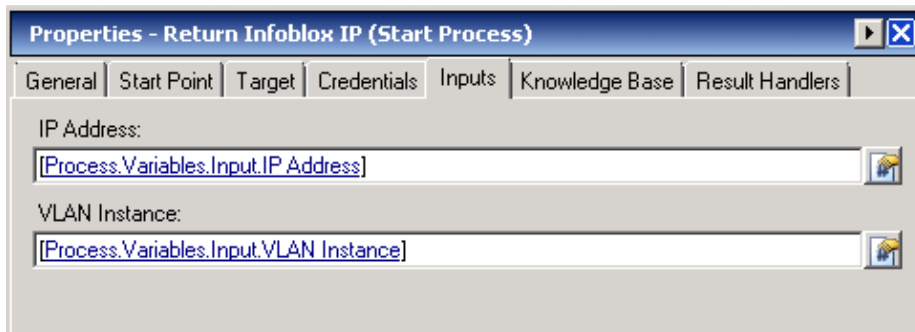 Properties - Return Infoblox IP (Start Process)
General Start Point Target Credentials Inputs Knowledge Base Result Handlers
IP Address:
[Process.Variables.Input.IP Address]
VLAN Instance:
[Process.Variables.Input.VLAN Instance]